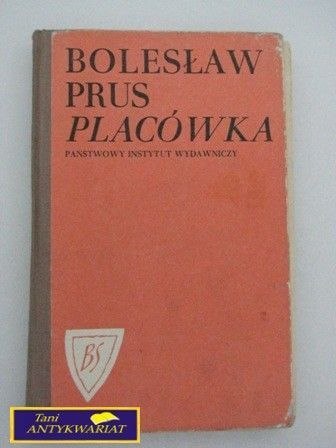 BOLESŁAW
PRUS
PLACÓWKA
PAŃSTWOWY INSTYTUT WYDAWNICZY
BS
Tani
ANTYKWARIAT